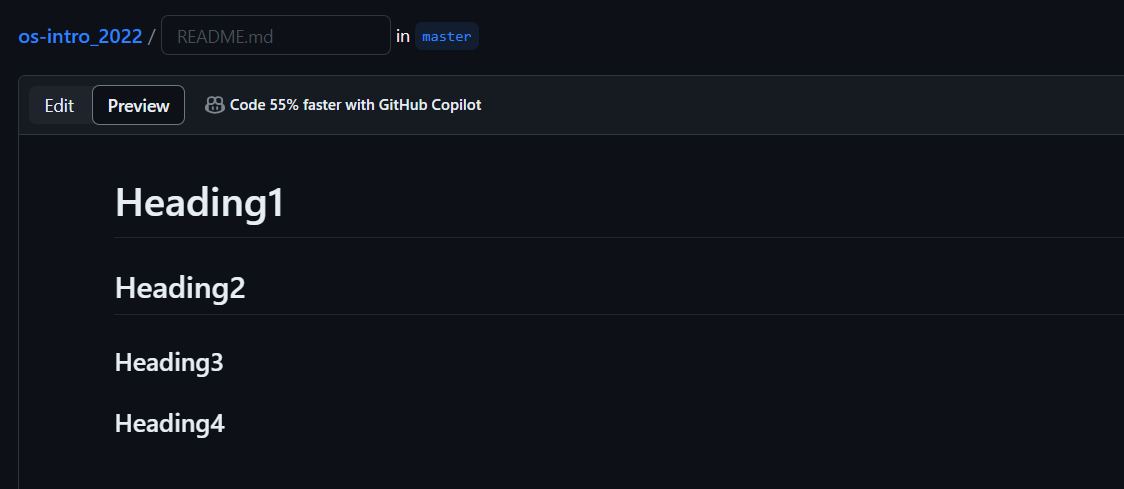 os-intro_2022 / README.md in master
Edit Preview Code 55% faster with GitHub Copilot
Heading1
Heading2
Heading3
Heading4